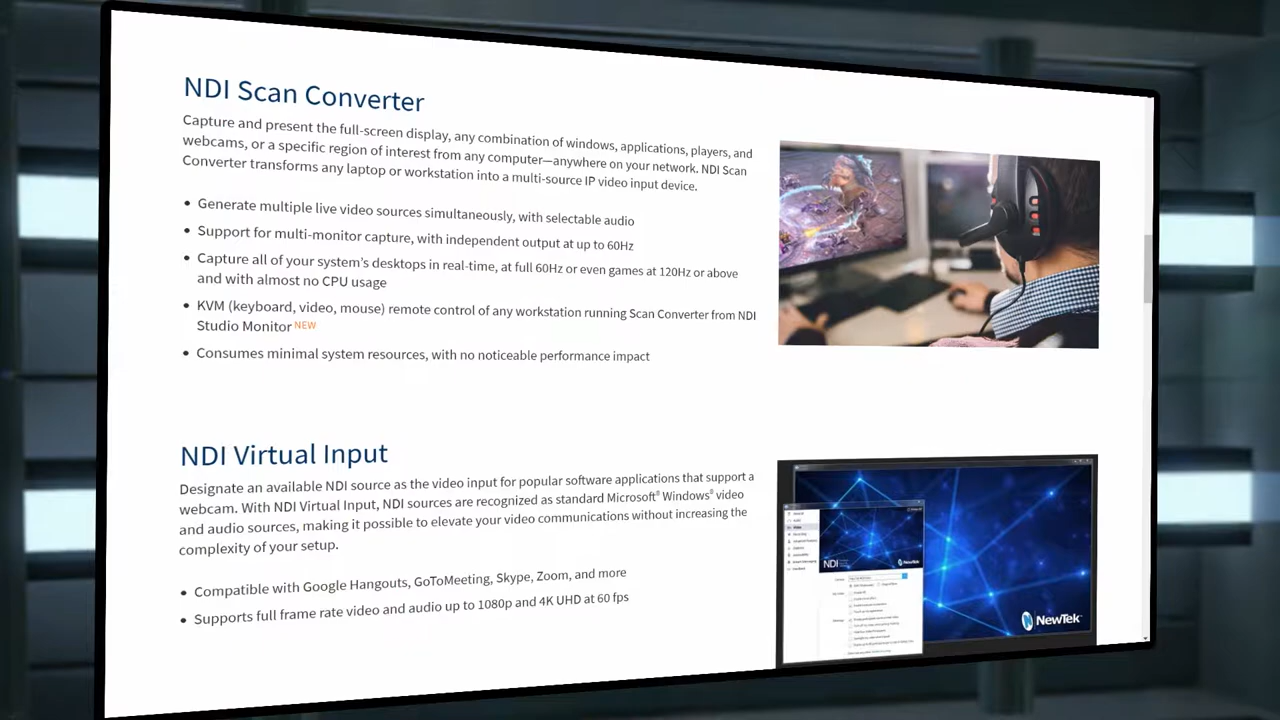 NDI Scan Converter
Capture and present the full-screen display, any combination of windows, applications, players, and
webcams, or a specific region of interest from any computer—anywhere on your network. NDI Scan
Converter transforms any laptop or workstation into a multi-source IP video input device.
• Generate multiple live video sources simultaneously, with selectable audio
• Support for multi-monitor capture, with independent output at up to 60Hz
• Capture all of your system’s desktops in real-time, at full 60Hz or even games at 120Hz or above
and with almost no CPU usage
• KVM (keyboard, video, mouse) remote control of any workstation running Scan Converter from NDI
Studio Monitor NEW
• Consumes minimal system resources, with no noticeable performance impact
NDI Virtual Input
Designate an available NDI source as the video input for popular software applications that support a
webcam. With NDI Virtual Input, NDI sources are recognized as standard Microsoft® Windows® video
and audio sources, making it possible to elevate your video communications without increasing the
complexity of your setup.
• Compatible with Google Hangouts, GoToMeeting, Skype, Zoom, and more
• Supports full frame rate video and audio up to 1080p and 4K UHD at 60 fps
NDI
NewTek
NewTek